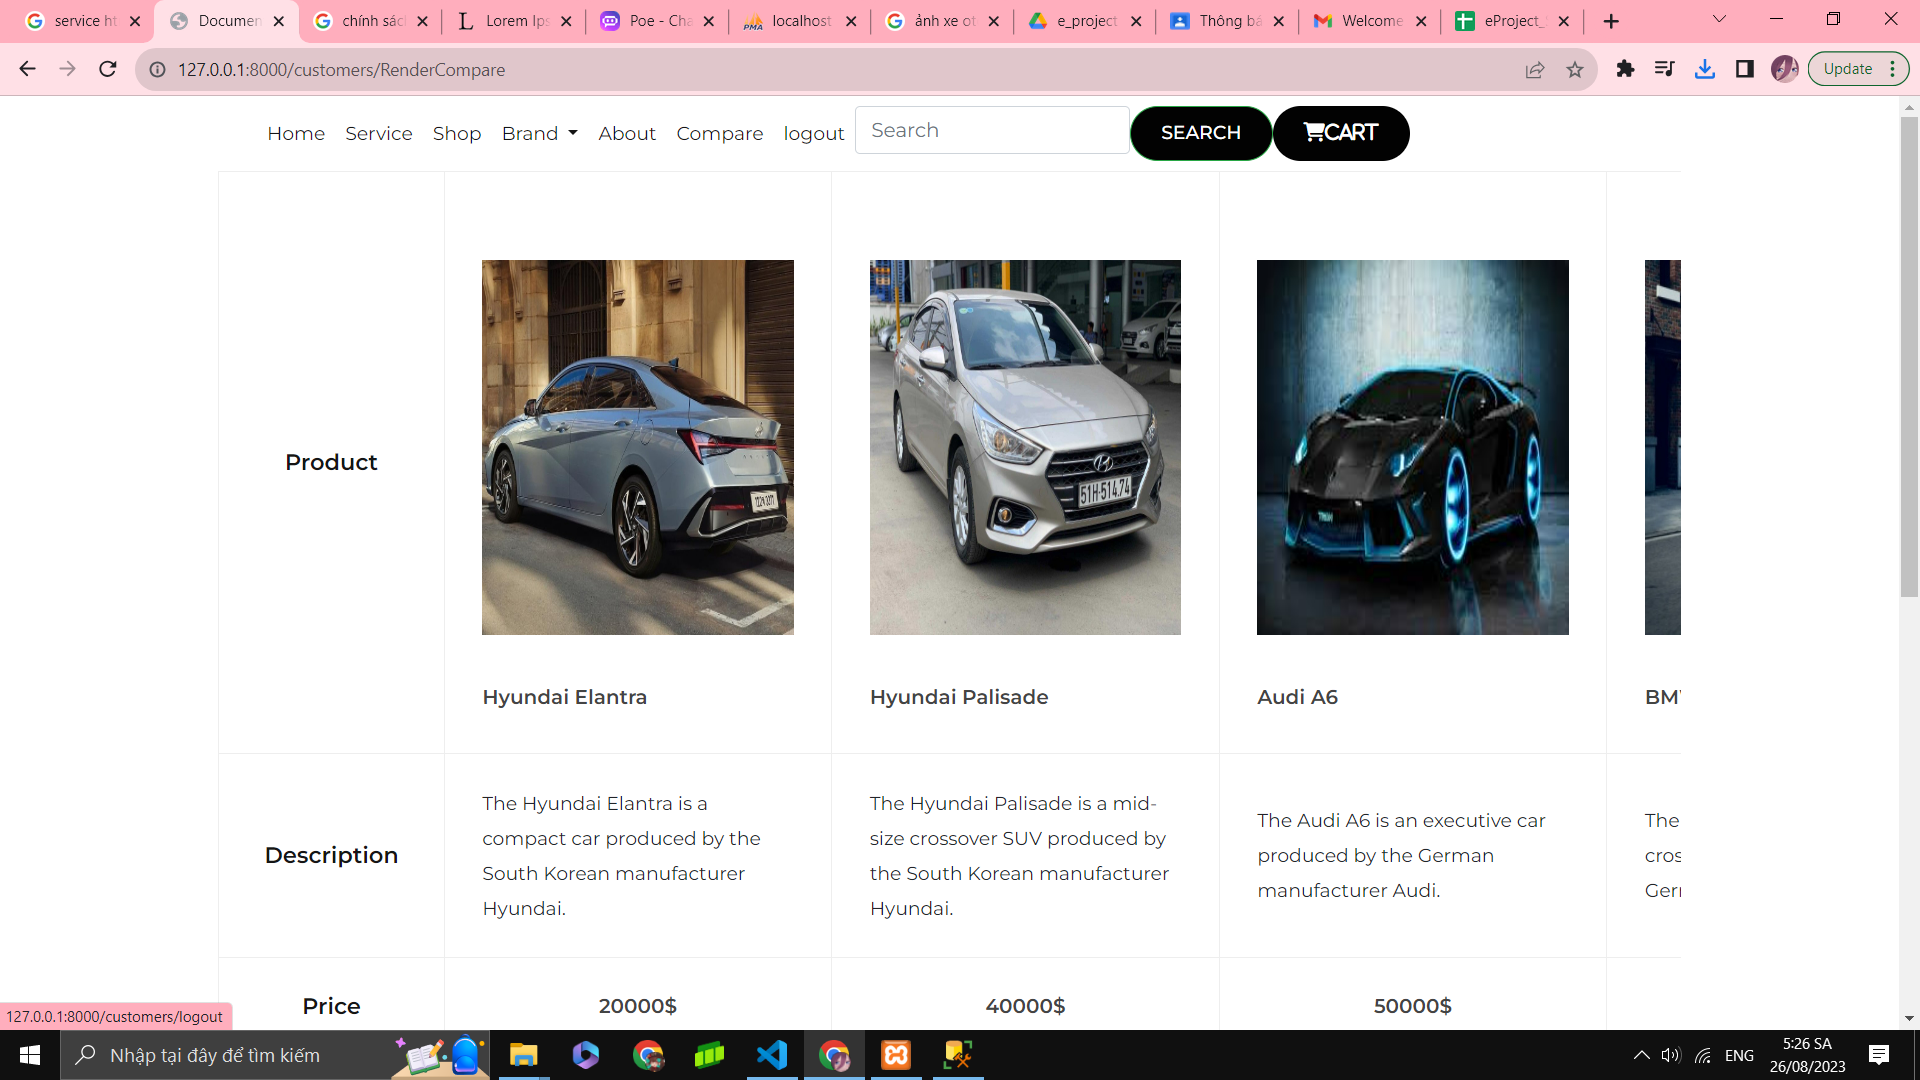 service ht
Documen
chính sác
Lorem Ips
Poe - Cha
localhost
ảnh xe ot
e_project
Thông bá
Welcome
eProject_
127.0.0.1:8000/customers/RenderCompare
Update
Home Service Shop Brand About Compare logout Search SEARCH CART
Product
51H-514.74
Hyundai Elantra
Hyundai Palisade
Audi A6
BM
Description
The Hyundai Elantra is a
compact car produced by the
South Korean manufacturer
Hyundai.
The Hyundai Palisade is a mid-
size crossover SUV produced by
the South Korean manufacturer
Hyundai.
The Audi A6 is an executive car
produced by the German
manufacturer Audi.
The
cros
Ger
Price
20000$
40000$
50000$
127.0.0.1:8000/customers/logout
Nhập tại đây để tìm kiếm
ENG
5:26 SA
26/08/2023